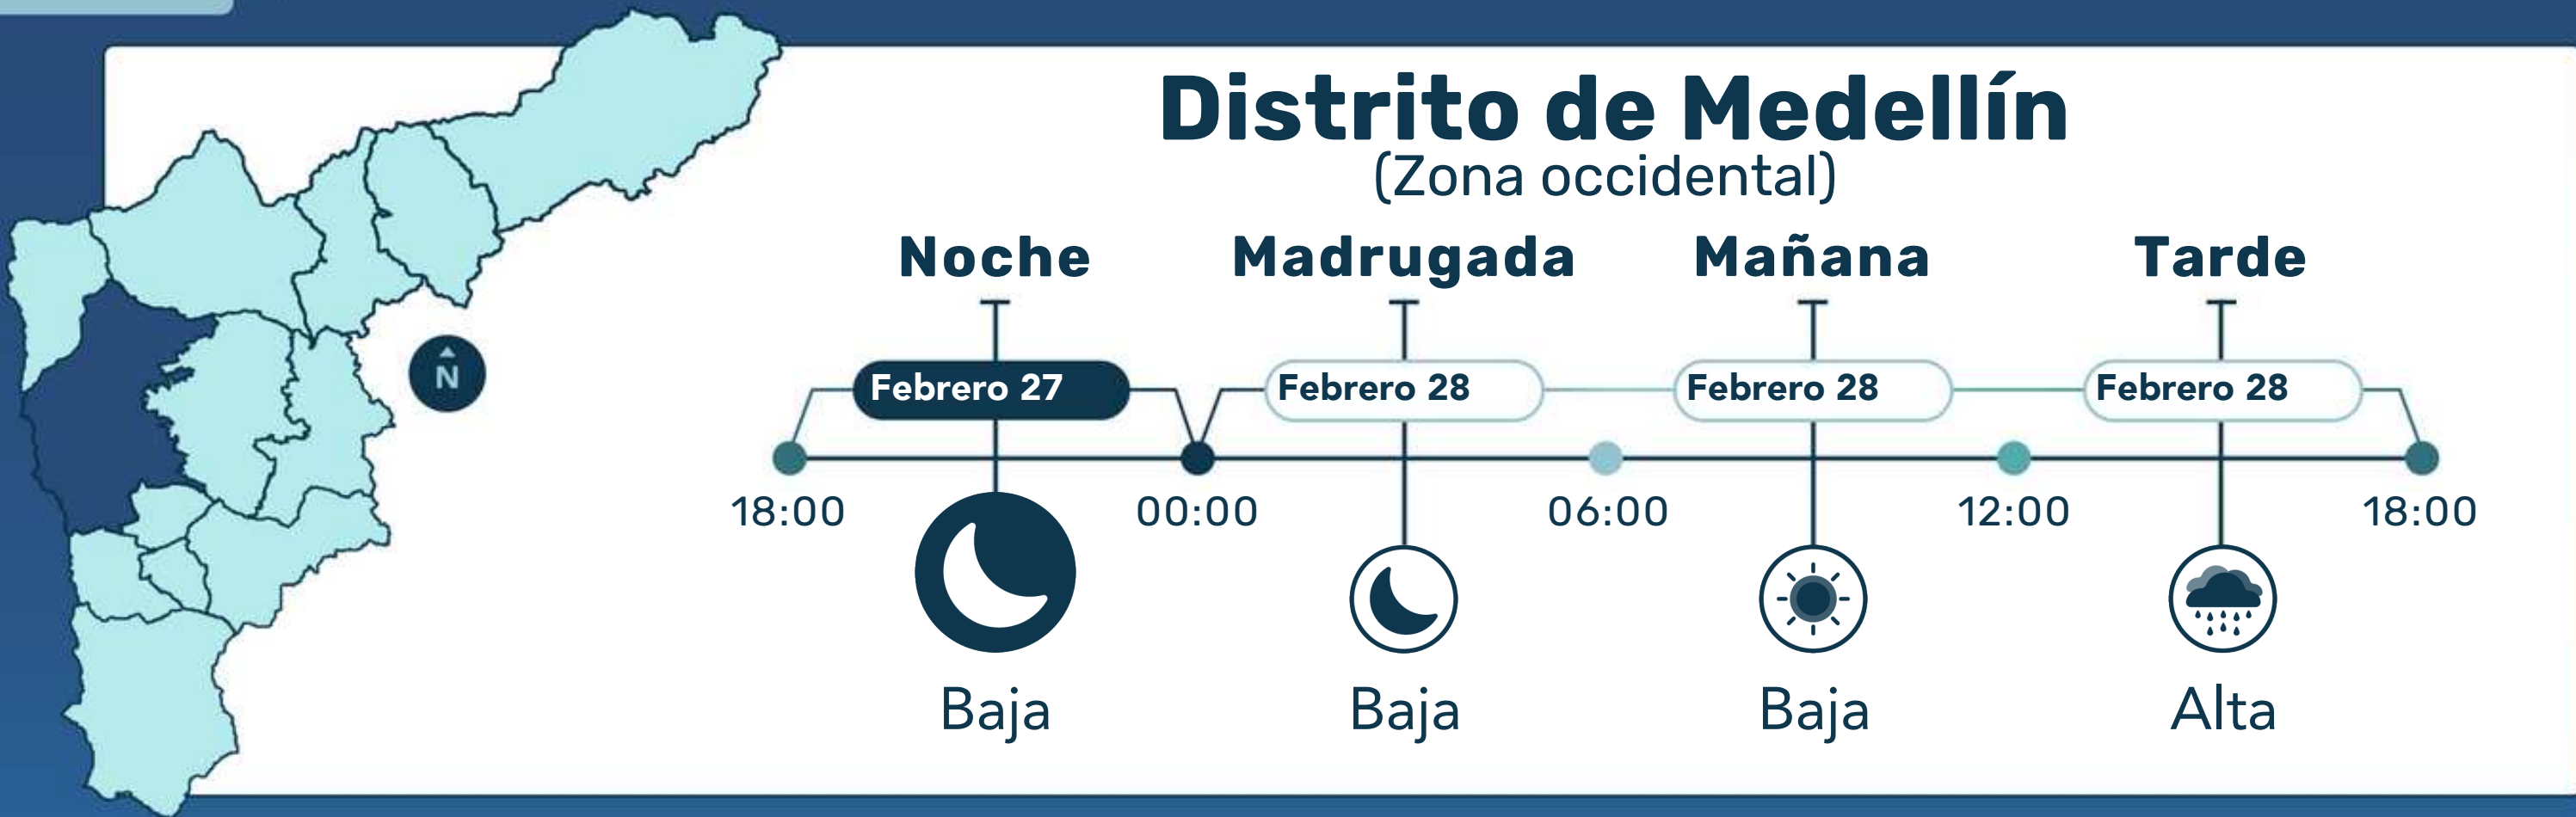 Distrito de Medellín
(Zona occidental)
Noche Madrugada Mañana Tarde
Febrero 27 Febrero 28 Febrero 28 Febrero 28
N
18:00 00:00 06:00 12:00 18:00
Baja Baja Baja Alta